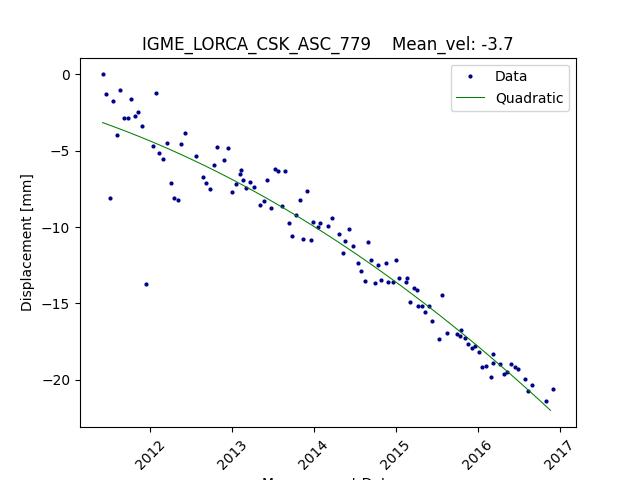 IGME_LORCA_CSK_ASC_779    Mean_vel: -3.7
Data
Quadratic
Displacement [mm]
0
−5
−10
−15
−20
2012
2013
2014
2015
2016
2017